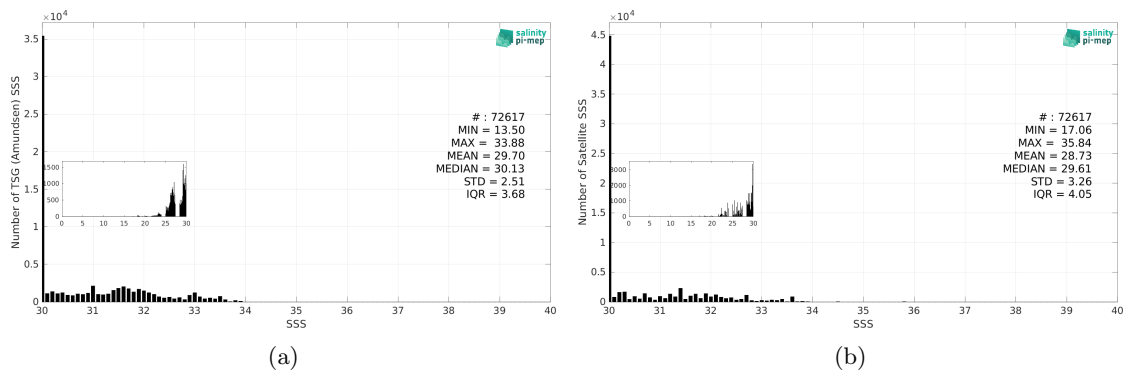 ×10⁴
3.5
3
2.5
2
1.5
1
0.5
0
Number of TSG (Amundsen) SSS
salinity
pi-mep
# : 72617
MIN = 13.50
MAX = 33.88
MEAN = 29.70
MEDIAN = 30.13
STD = 2.51
IQR = 3.68
1500
1000
500
0
0 5 10 15 20 25 30
30 31 32 33 34 35 36 37 38 39 40
SSS
(a)
×10⁴
4.5
4
3.5
3
2.5
2
1.5
1
0.5
0
Number of Satellite SSS
salinity
pi-mep
# : 72617
MIN = 17.06
MAX = 35.84
MEAN = 28.73
MEDIAN = 29.61
STD = 3.26
IQR = 4.05
3000
2000
1000
0
0 5 10 15 20 25 30
30 31 32 33 34 35 36 37 38 39 40
SSS
(b)